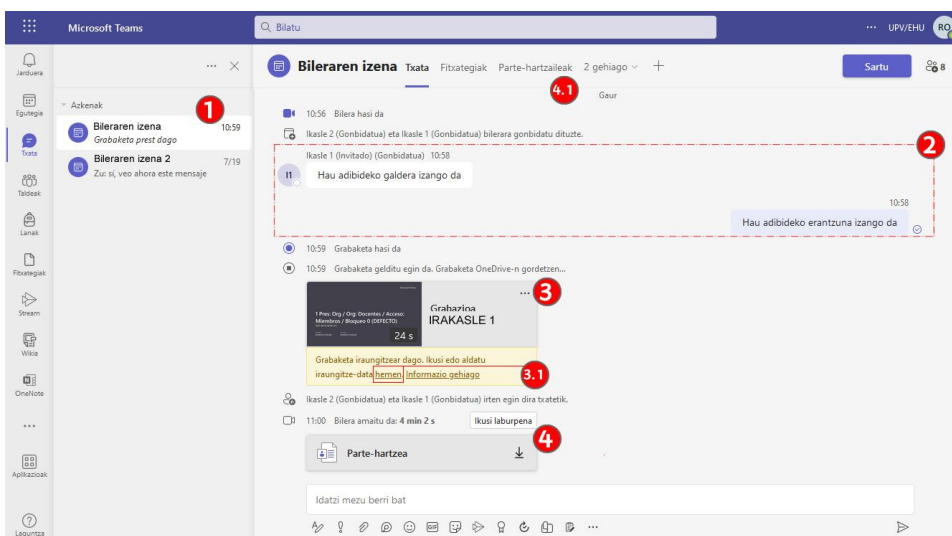 Microsoft Teams
Bilatu
UPV/EHU
RO
Jarduera
Egutegia
Txata
Taldeak
Lanak
Fitxategiak
Stream
Wikia
OneNote
Aplikazioak
Laguntza
Azkenak
1
Bileraren izena 10:59
Grabaketa prest dago
Bileraren izena 2 7/19
Zu: sí, veo ahora este mensaje
Bileraren izena Txata Fitxategiak Parte-hartzaileak 2 gehiago
Sartu
8
4.1
Gaur
10:56 Bilera hasi da
Ikasle 2 (Gonbidatua) eta Ikasle 1 (Gonbidatua) bilerara gonbidatu dituzte.
2
Ikasle 1 (Invitado) (Gonbidatua) 10:58
I1
Hau adibideko galdera izango da
10:58
Hau adibideko erantzuna izango da
10:59 Grabaketa hasi da
10:59 Grabaketa gelditu egin da. Grabaketa OneDrive-n gordetzen...
3
1 Pres: Org / Org: Docentes / Acceso:
Miembros / Bloqueo 0 (DEFECTO)
24 s
Grabazioa
IRAKASLE 1
Grabaketa iraungitzear dago. Ikusi edo aldatu
iraungitze-data hemen. Informazio gehiago
3.1
Ikasle 2 (Gonbidatua) eta Ikasle 1 (Gonbidatua) irten egin dira txatetik.
11:00 Bilera amaitu da: 4 min 2 s
Ikusi laburpena
4
Parte-hartzea
Idatzi mezu berri bat
GIF